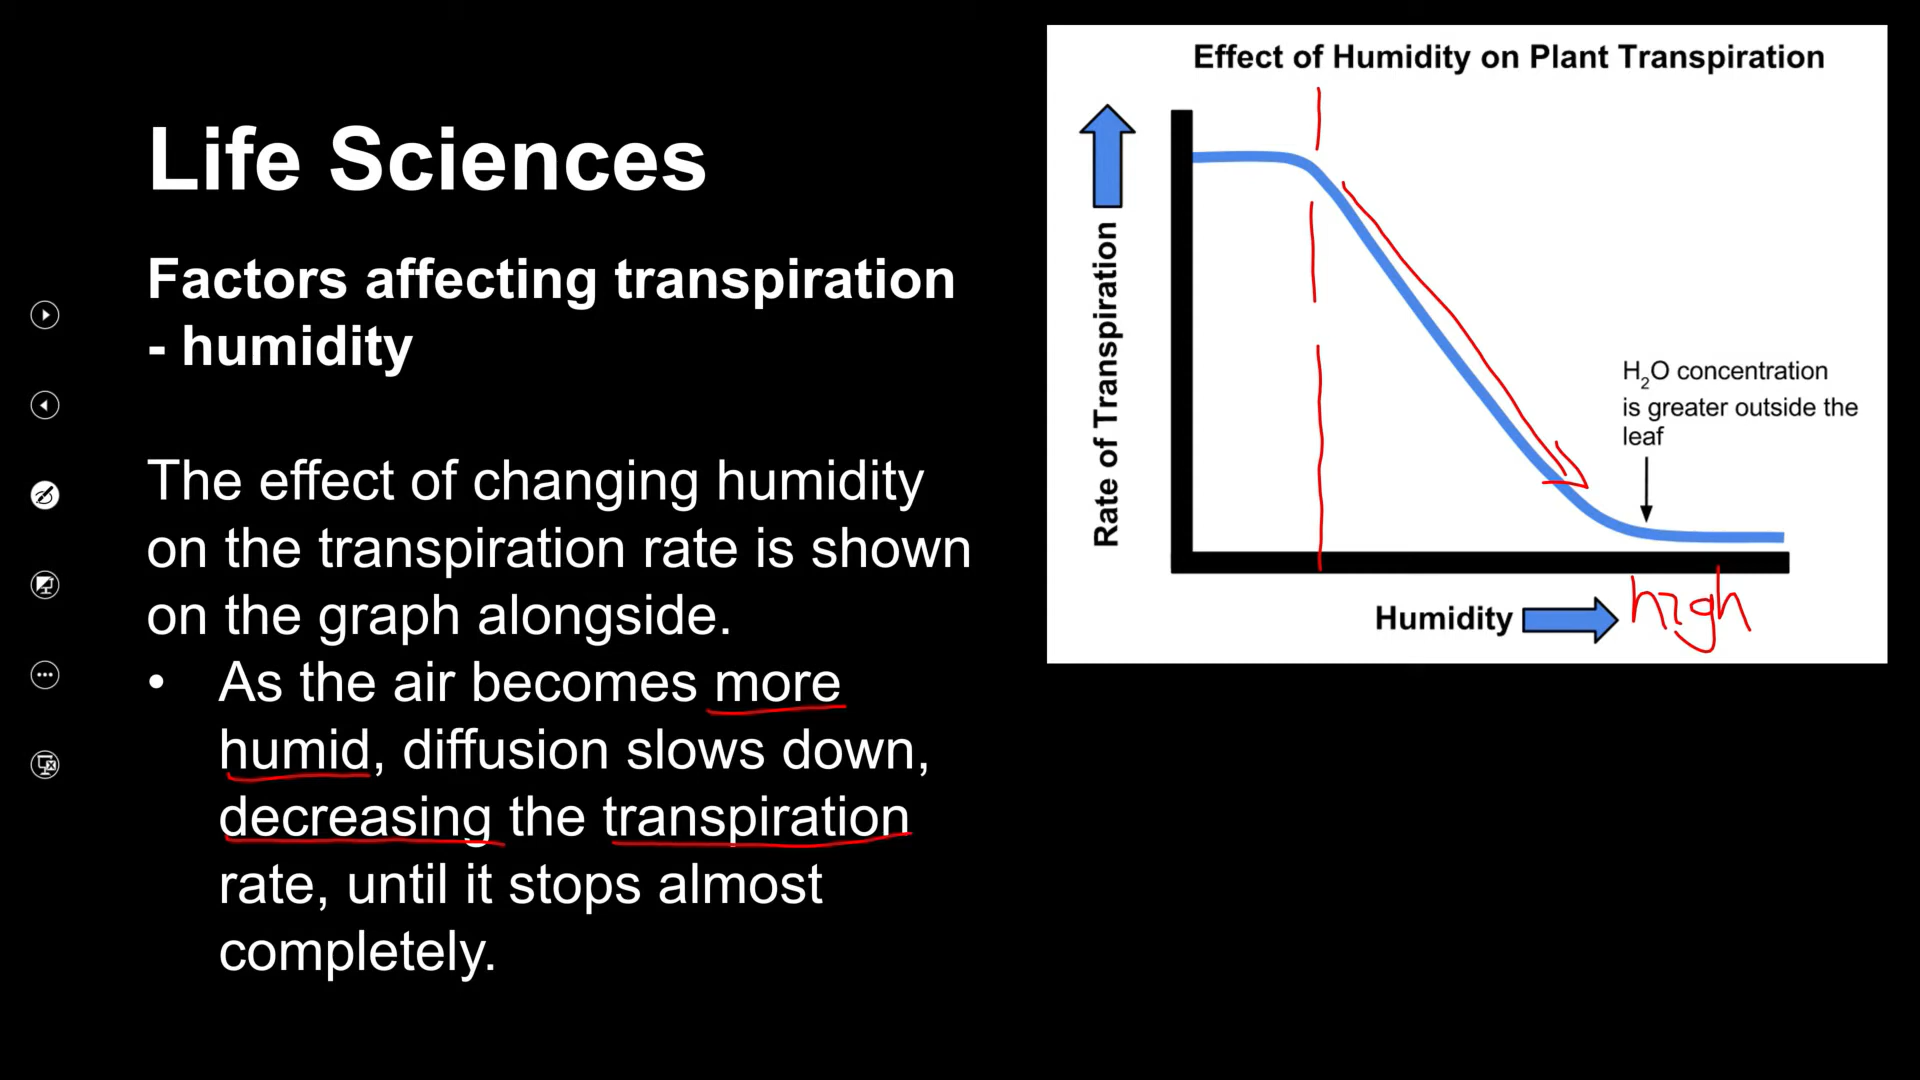 Life Sciences
Factors affecting transpiration
- humidity
The effect of changing humidity
on the transpiration rate is shown
on the graph alongside.
• As the air becomes more
humid, diffusion slows down,
decreasing the transpiration
rate, until it stops almost
completely.
Effect of Humidity on Plant Transpiration
Rate of Transpiration
H₂O concentration
is greater outside the
leaf
Humidity high